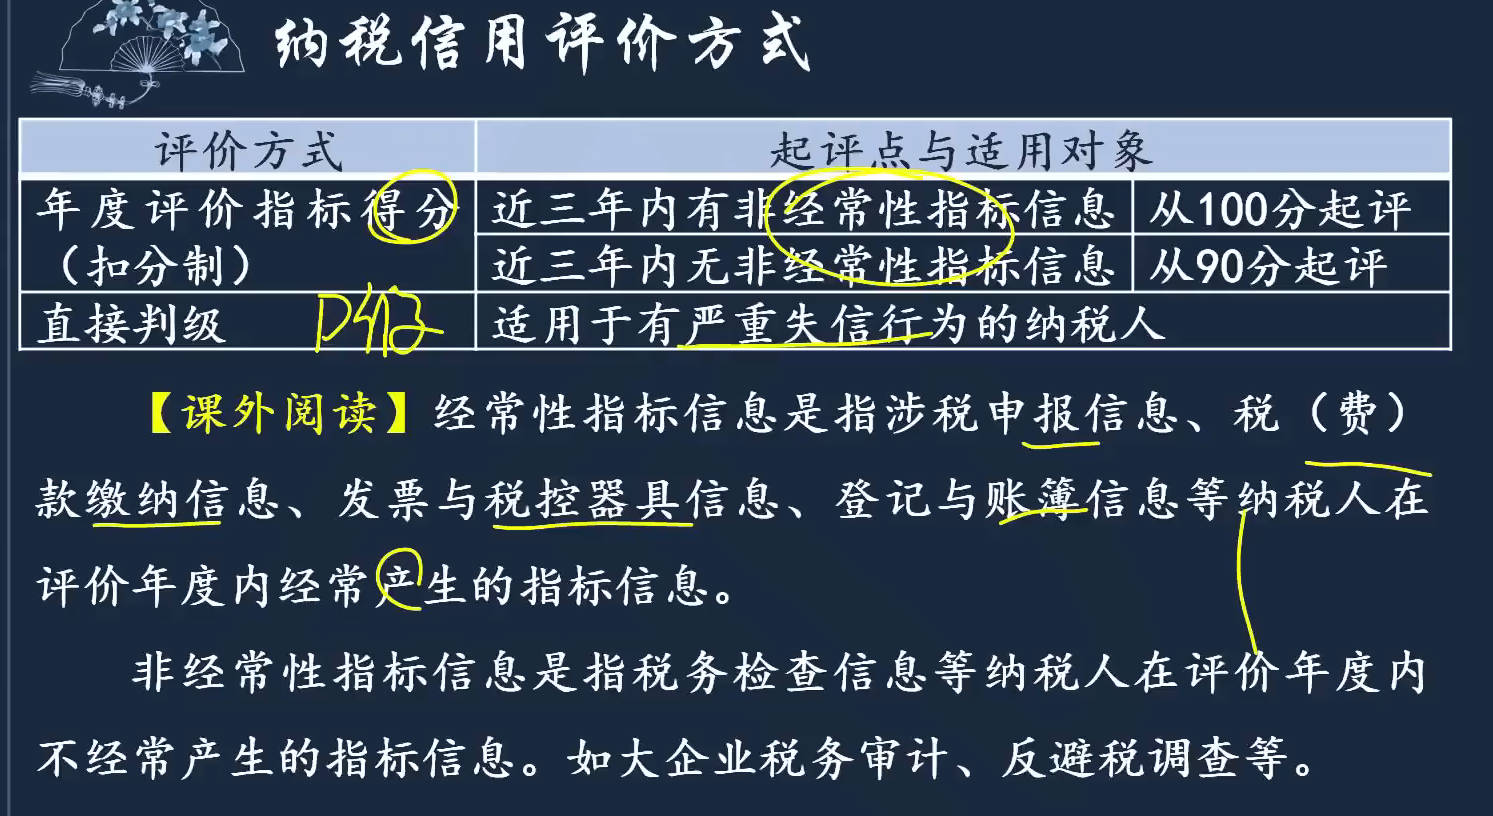 纳税信用评价方式
评价方式 起评点与适用对象
年度评价指标得分 近三年内有非经常性指标信息 从100分起评
（扣分制） 近三年内无非经常性指标信息 从90分起评
直接判级 D级 适用于有严重失信行为的纳税人
【课外阅读】经常性指标信息是指涉税申报信息、税（费）
款缴纳信息、发票与税控器具信息、登记与账簿信息等纳税人在
评价年度内经常产生的指标信息。
非经常性指标信息是指税务检查信息等纳税人在评价年度内
不经常产生的指标信息。如大企业税务审计、反避税调查等。